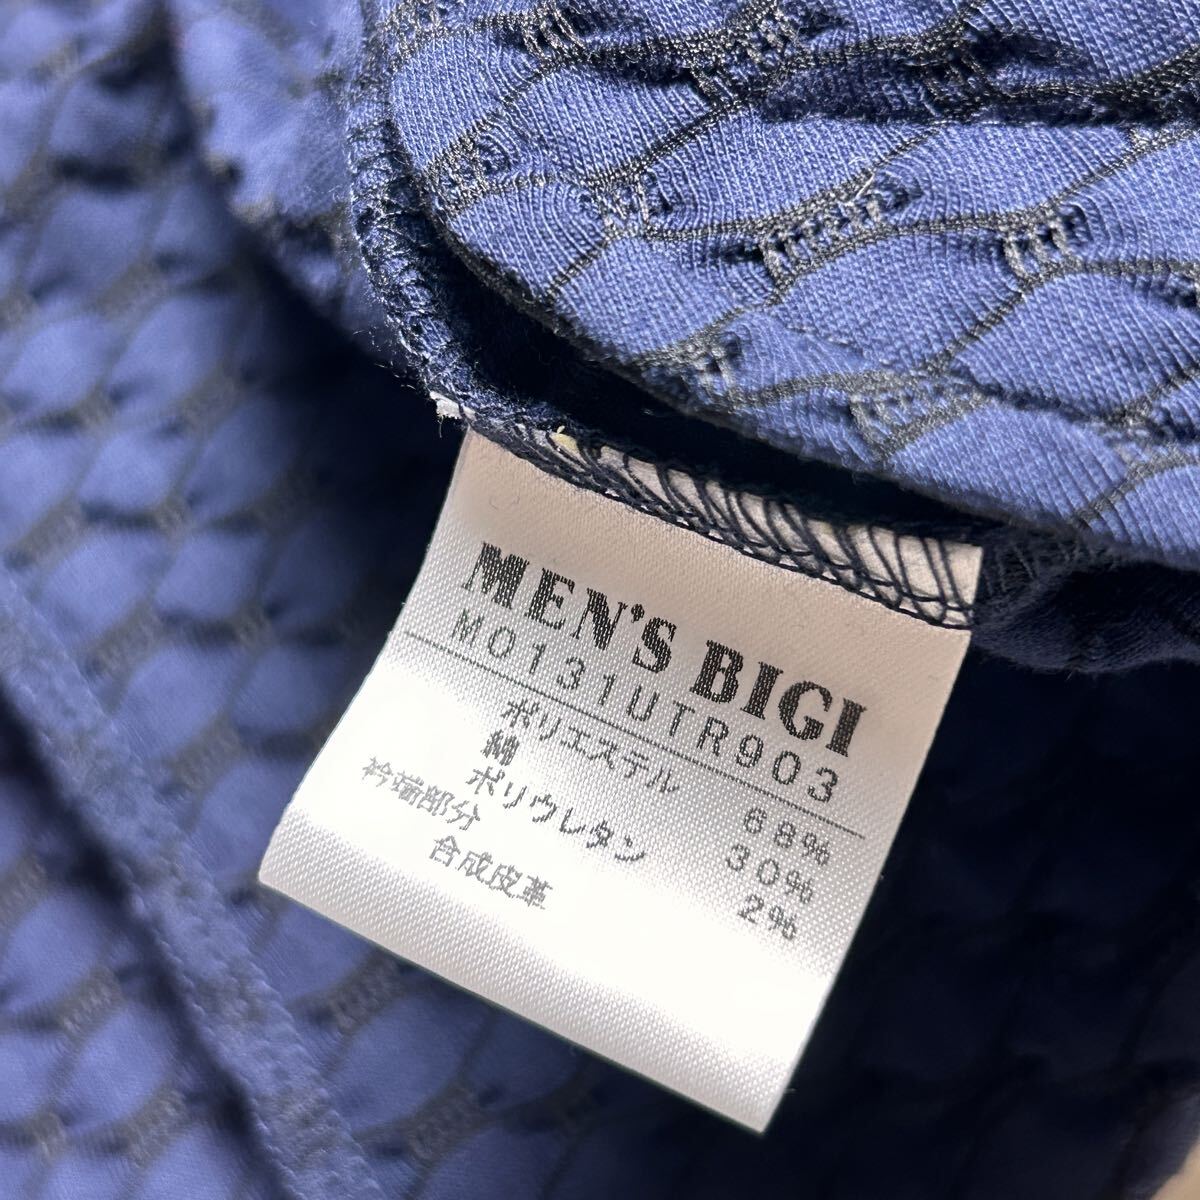 MEN'S BIGI
M0131UTR903
ポリエステル 68%
綿 30%
ポリウレタン 2%
衿端部分
合成皮革